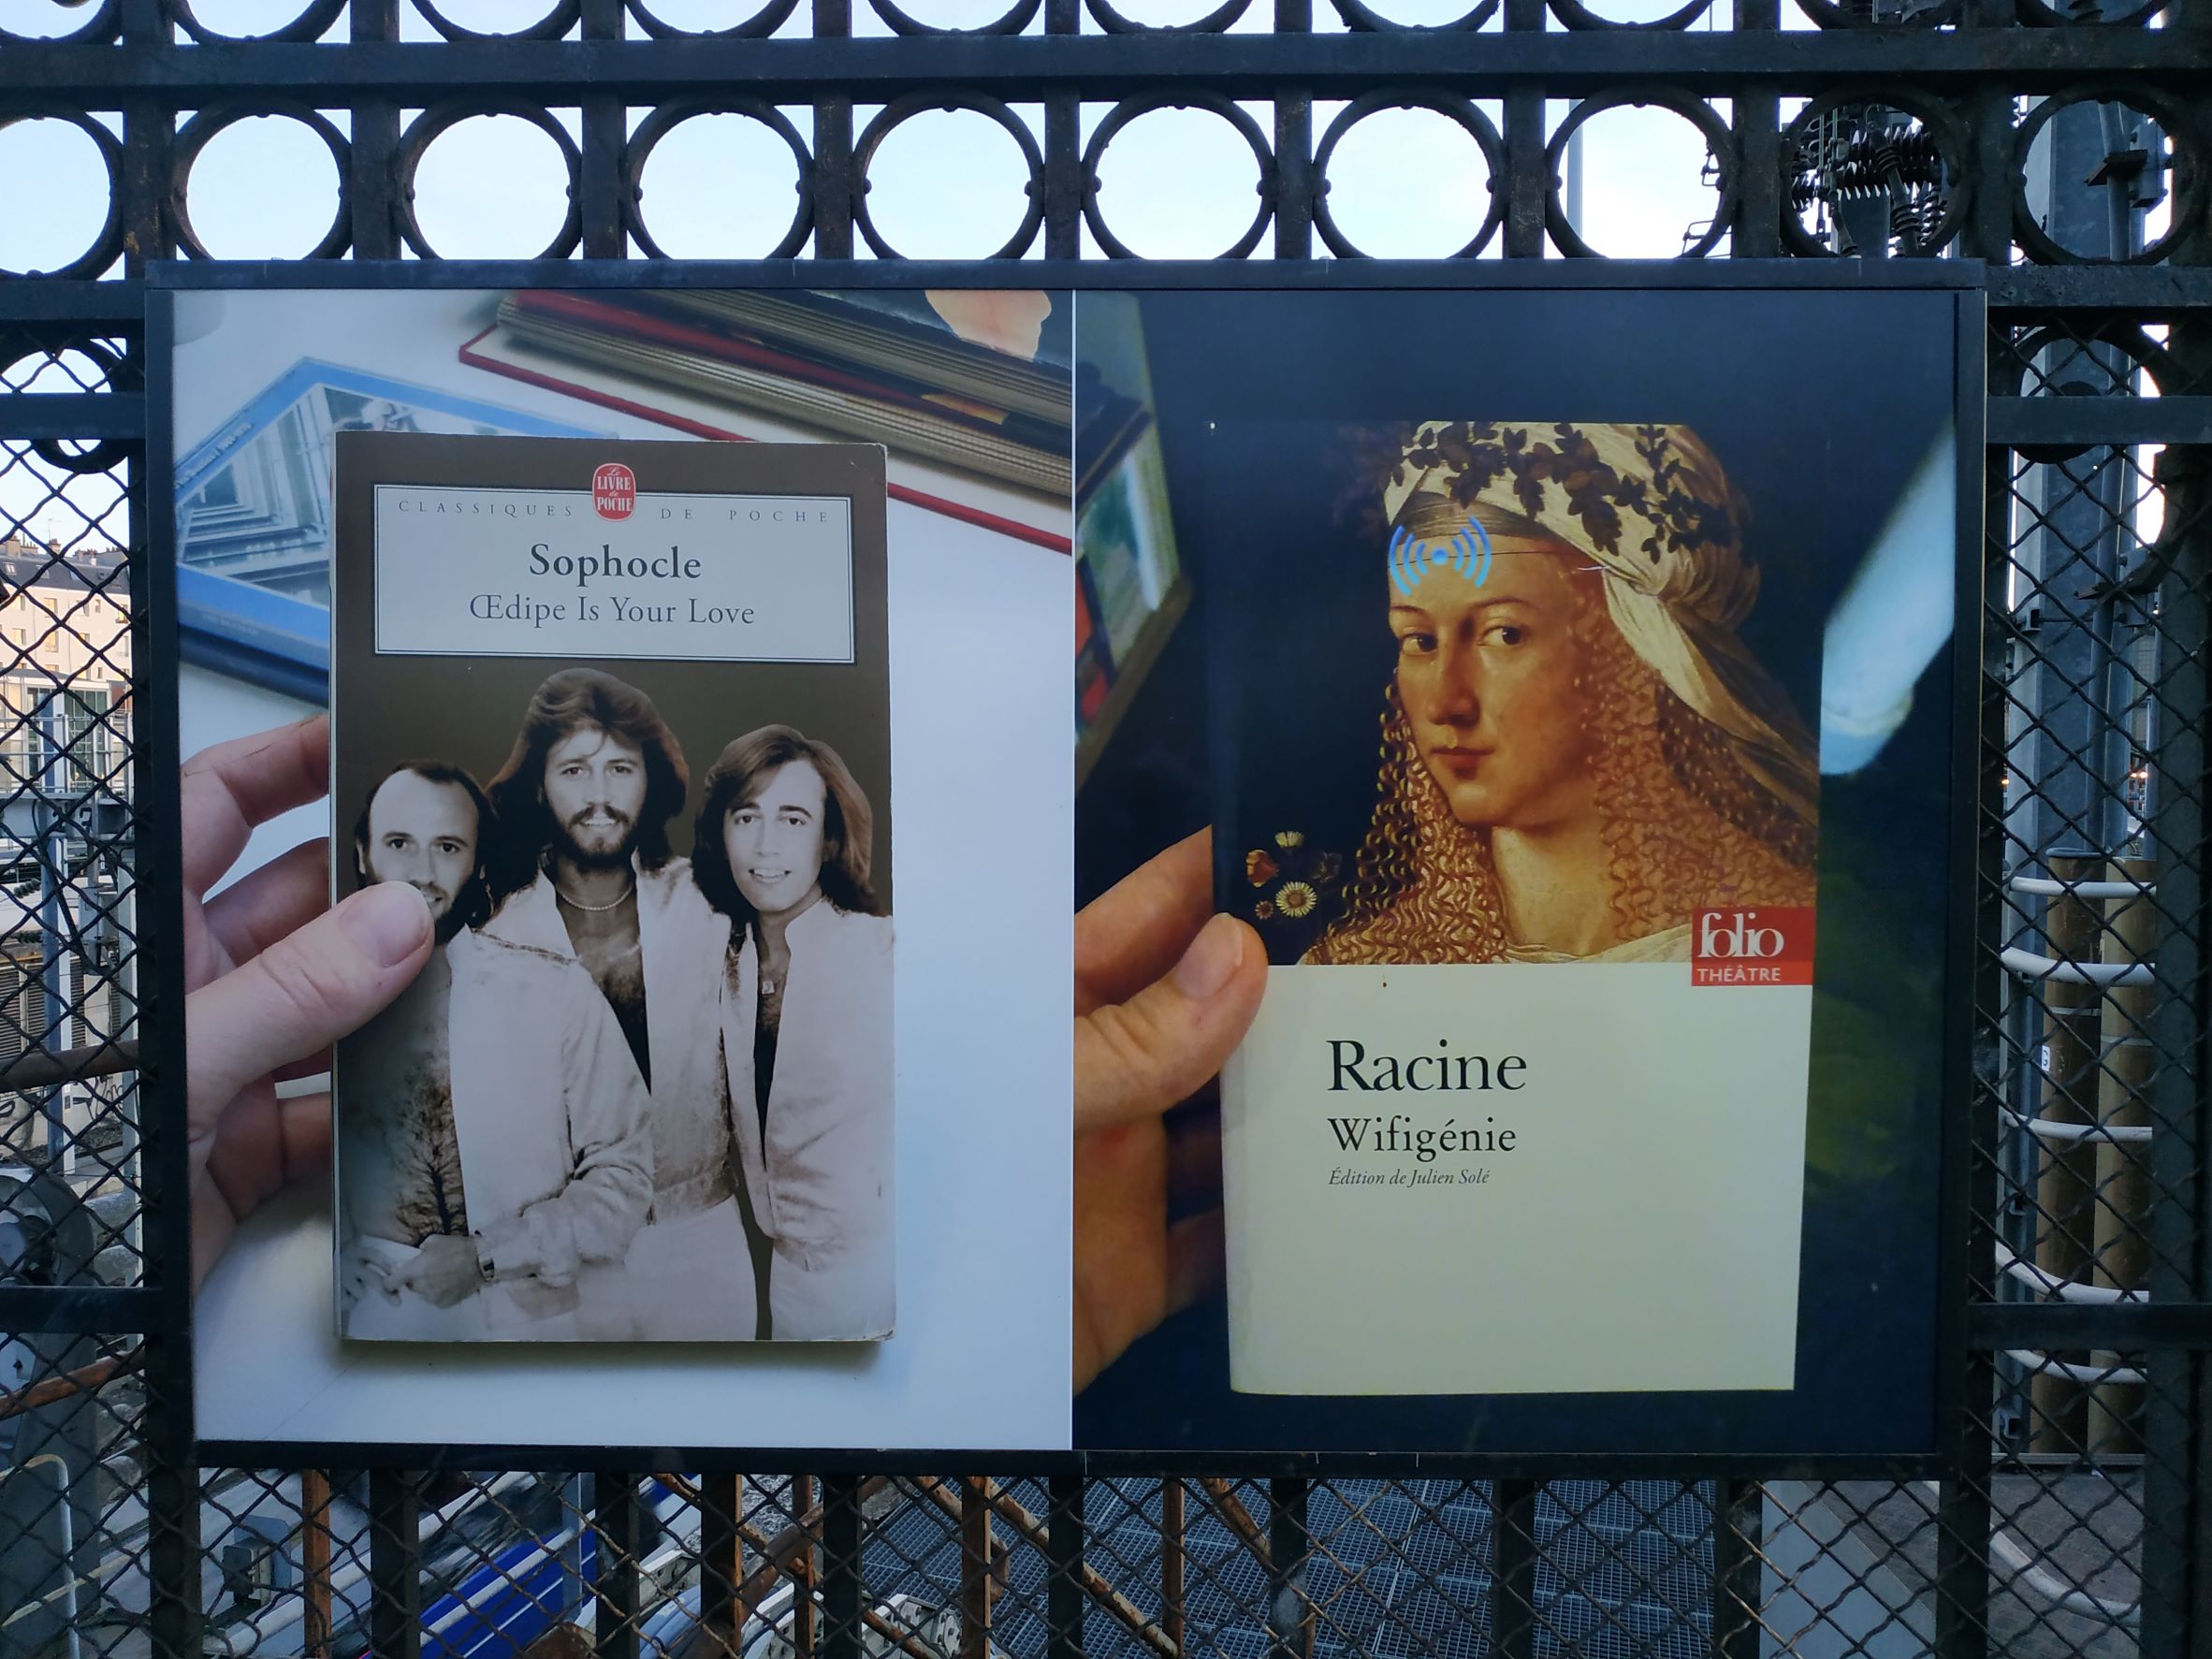 Le
LIVRE
de
POCHE
CLASSIQUES DE POCHE
Sophocle
Œdipe Is Your Love
folio
THÉÂTRE
Racine
Wifigénie
Édition de Julien Solé